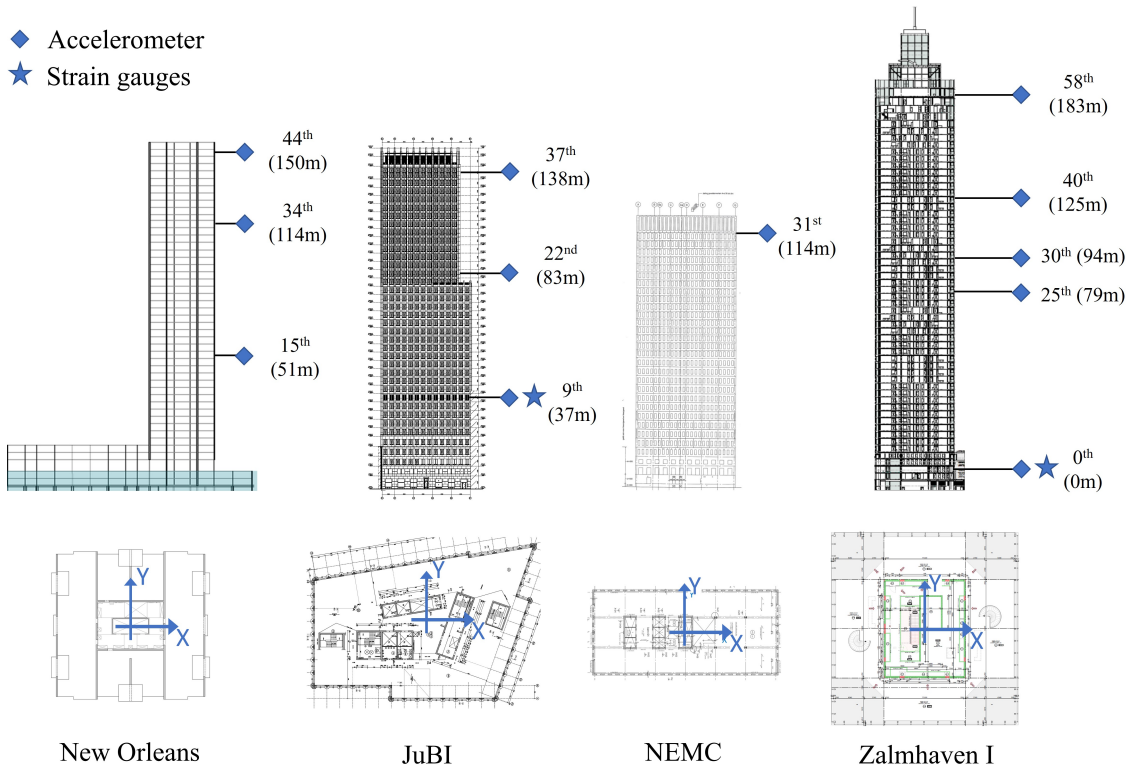 Accelerometer
Strain gauges
44th
(150m)
34th
(114m)
15th
(51m)
37th
(138m)
22nd
(83m)
9th
(37m)
31st
(114m)
58th
(183m)
40th
(125m)
30th (94m)
25th (79m)
0th
(0m)
Y
X
Y
X
Y
X
Y
X
New Orleans
JuBI
NEMC
Zalmhaven I